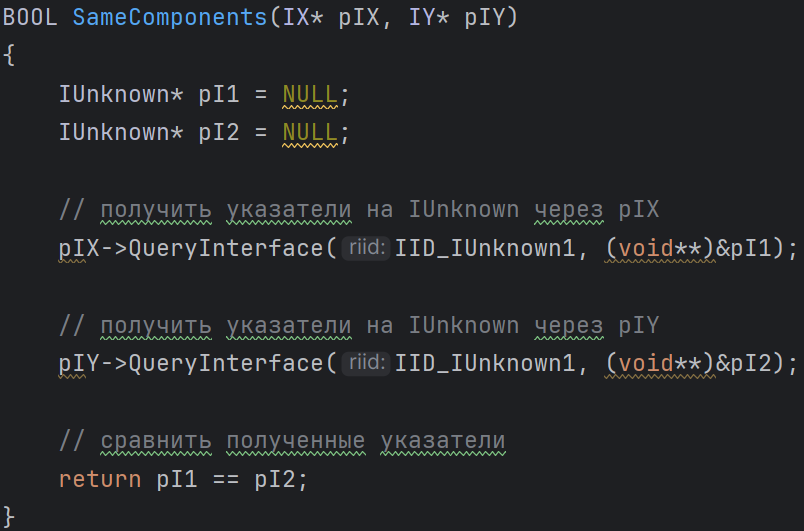 BOOL SameComponents(IX* pIX, IY* pIY)
{
    IUnknown* pI1 = NULL;
    IUnknown* pI2 = NULL;

    // получить указатели на IUnknown через pIX
    pIX->QueryInterface( riid: IID_IUnknown1, (void**)&pI1);

    // получить указатели на IUnknown через pIY
    pIY->QueryInterface( riid: IID_IUnknown1, (void**)&pI2);

    // сравнить полученные указатели
    return pI1 == pI2;
}